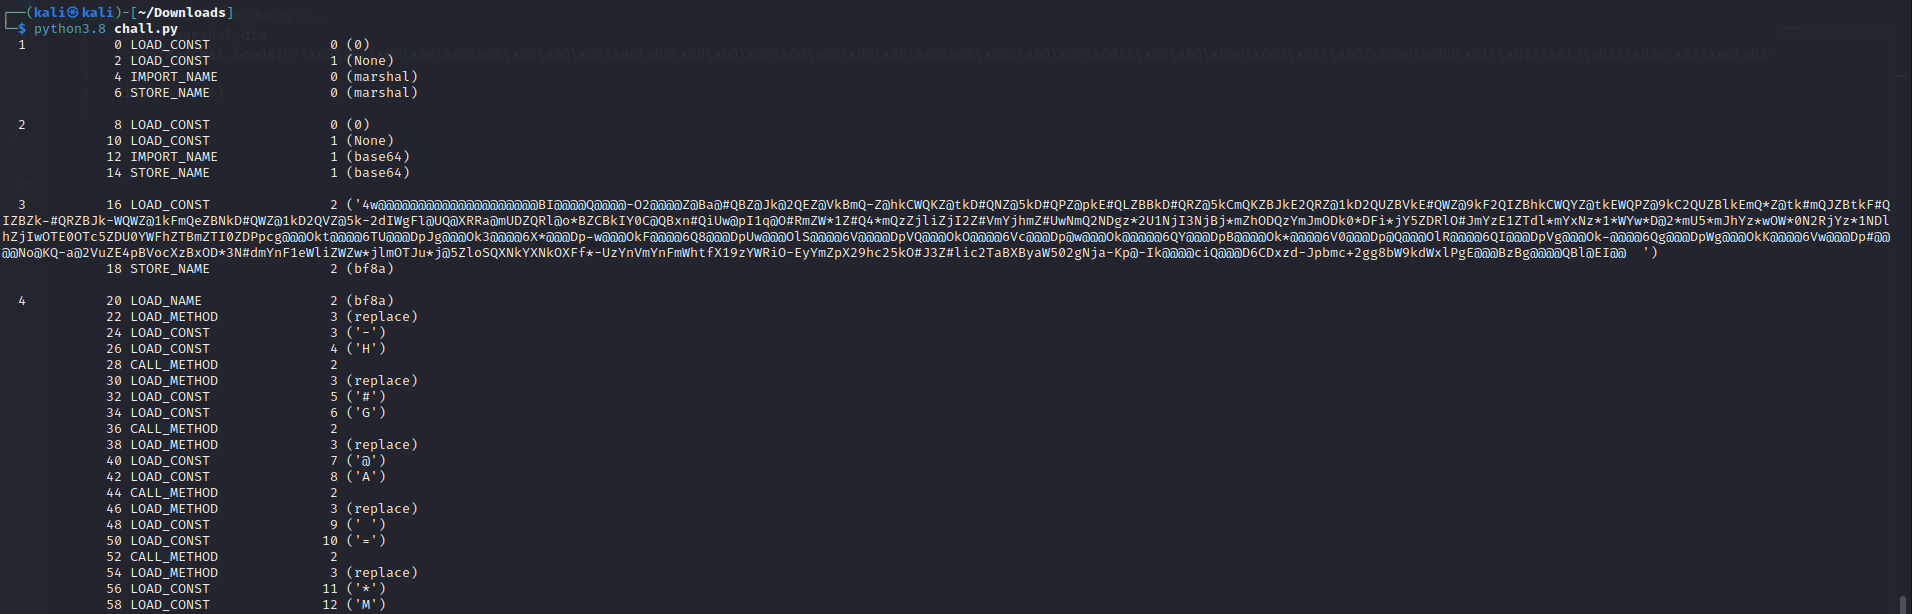 (kali㉿kali)-[~/Downloads]
$ python3.8 chall.py
1 0 LOAD_CONST 0 (0)
2 LOAD_CONST 1 (None)
4 IMPORT_NAME 0 (marshal)
6 STORE_NAME 0 (marshal)
2 8 LOAD_CONST 0 (0)
10 LOAD_CONST 1 (None)
12 IMPORT_NAME 1 (base64)
14 STORE_NAME 1 (base64)
3 16 LOAD_CONST 2 ('4w@@@@@@@@@@@@@@@@@@@@BI@@@@Q@@@@-O2@@@@Z@Ba@#QBZ@Jk@2QEZ@VkBmQ-Z@hkCWQKZ@tkD#QNZ@5kD#QPZ@pkE#QLZBBkD#QRZ@5kCmQKZBJkE2QRZ@1kD2QUZBVkE#QWZ@9kF2QIZBhkCWQYZ@tkEWQPZ@9kC2QUZBlkEmQ*Z@tk#mQJZBtkF#Q
IZBZk-#QRZBJk-WQWZ@1kFmQeZBNkD#QWZ@1kD2QVZ@5k-2dIWgFl@UQ@XRRa@mUDZQRl@o*BZCBkIY0C@QBxn#QiUw@pI1q@O#RmZW*1Z#Q4*mQzZjliZjI2Z#VmYjhmZ#UwNmQ2NDgz*2U1NjI3NjBj*mZhODQzYmJmODk0*DFi*jY5ZDRlO#JmYzE1ZTdl*mYxNz*1*WYw*D@2*mU5*mJhYz*wOW*0N2RjYz*1NDl
hZjIwOTE0OTc5ZDU0YWFhZTBmZTI0ZDPpcg@@@Okt@@@@6TU@@@DpJg@@@Ok3@@@@6X*@@@Dp-w@@@OkF@@@@6Q8@@@DpUw@@@OlS@@@@6V@@@@DpVQ@@@OkO@@@@6Vc@@@Dp@w@@@Ok@@@@@6QY@@@DpB@@@@Ok*@@@@6V0@@@Dp@Q@@@OlR@@@@6QI@@@DpVg@@@Ok-@@@@6Qg@@@DpWg@@@OkK@@@@6Vw@@@Dp#@@
@@No@KQ-a@2VuZE4pBVocXzBxOD*3N#dmYnF1eWliZWZw*jlmOTJu*j@5ZloSQXNkYXNkOXFf*-UzYnVmYnFmWhtfX19zYWRiO-EyYmZpX29hc25kO#J3Z#lic2TaBXByaW502gNja-Kp@-Ik@@@@ciQ@@@D6CDxzd-Jpbmc+2gg8bW9kdWxlPgE@@@BzBg@@@@QBl@EI@@  ')
18 STORE_NAME 2 (bf8a)
4 20 LOAD_NAME 2 (bf8a)
22 LOAD_METHOD 3 (replace)
24 LOAD_CONST 3 ('-')
26 LOAD_CONST 4 ('H')
28 CALL_METHOD 2
30 LOAD_METHOD 3 (replace)
32 LOAD_CONST 5 ('#')
34 LOAD_CONST 6 ('G')
36 CALL_METHOD 2
38 LOAD_METHOD 3 (replace)
40 LOAD_CONST 7 ('@')
42 LOAD_CONST 8 ('A')
44 CALL_METHOD 2
46 LOAD_METHOD 3 (replace)
48 LOAD_CONST 9 (' ')
50 LOAD_CONST 10 ('=')
52 CALL_METHOD 2
54 LOAD_METHOD 3 (replace)
56 LOAD_CONST 11 ('*')
58 LOAD_CONST 12 ('M')